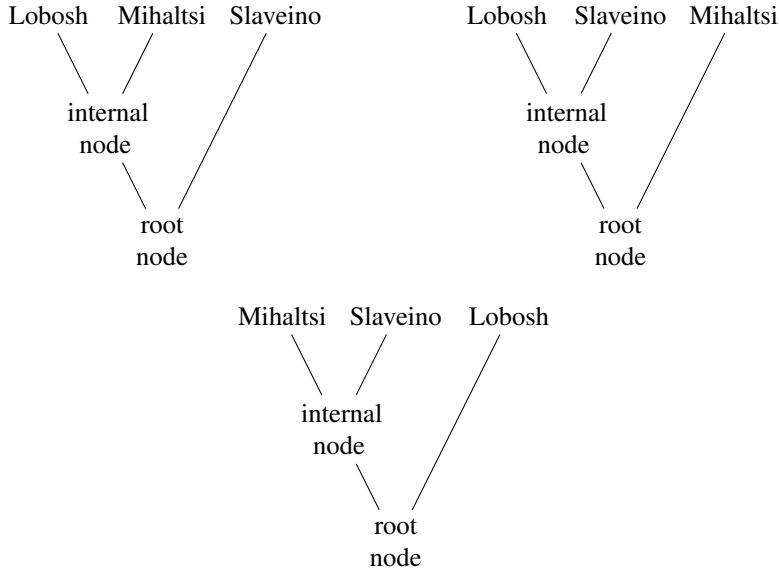 Lobosh Mihaltsi Slaveino
internal
node
root
node
Lobosh Slaveino Mihaltsi
internal
node
root
node
Mihaltsi Slaveino Lobosh
internal
node
root
node